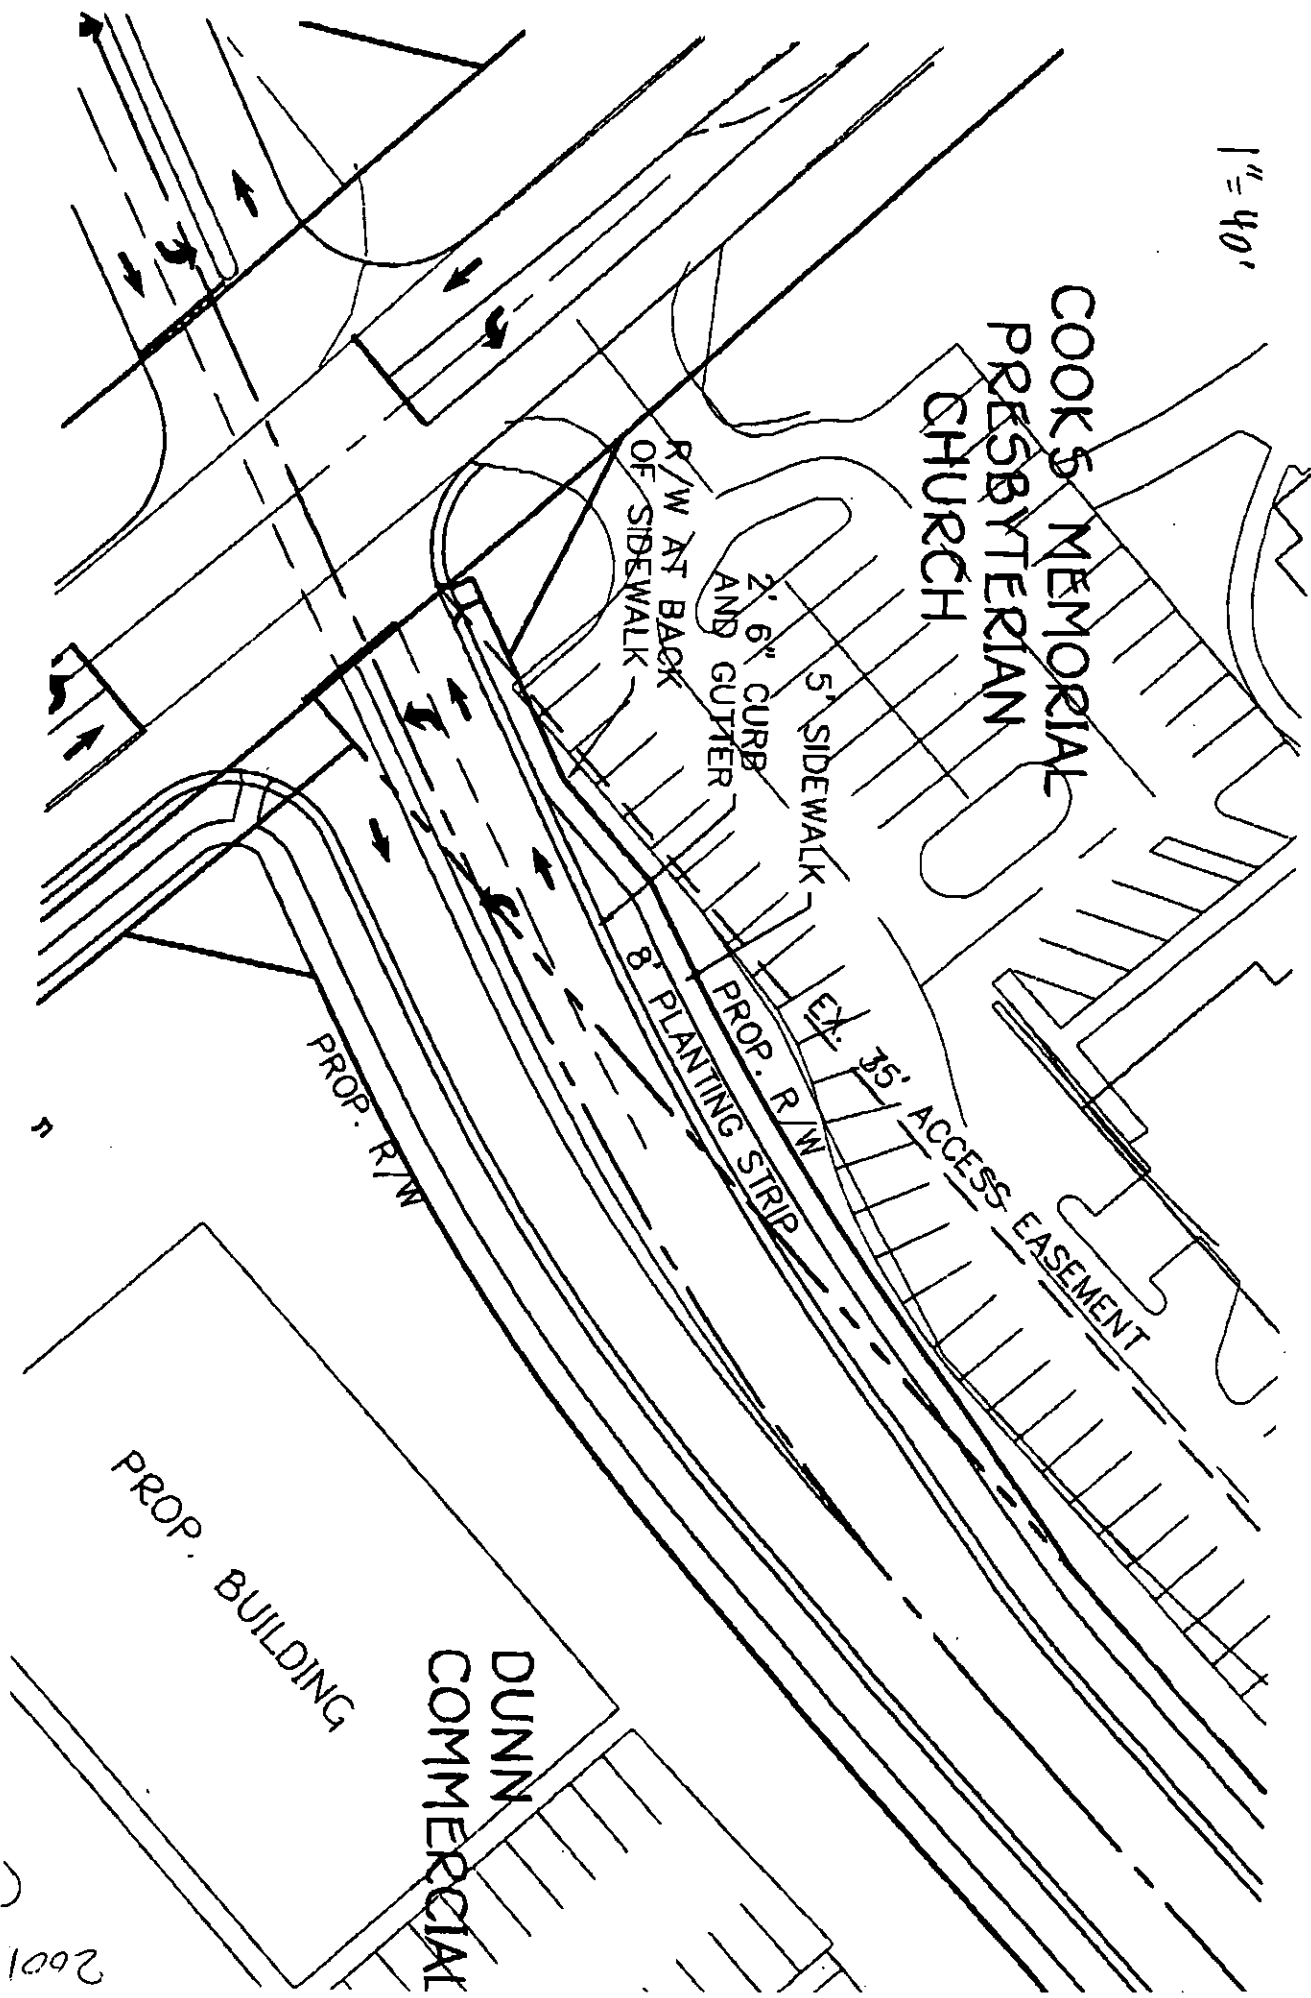 1"=40'
COOKS MEMORIAL
PRESBYTERIAN
CHURCH
5' SIDEWALK
2' 6" CURB
AND GUTTER
R/W AT BACK
OF SIDEWALK
EX. 35' ACCESS EASEMENT
PROP. R/W
8' PLANTING STRIP
PROP. R/W
DUNN
COMMERCIAL
PROP. BUILDING
2001